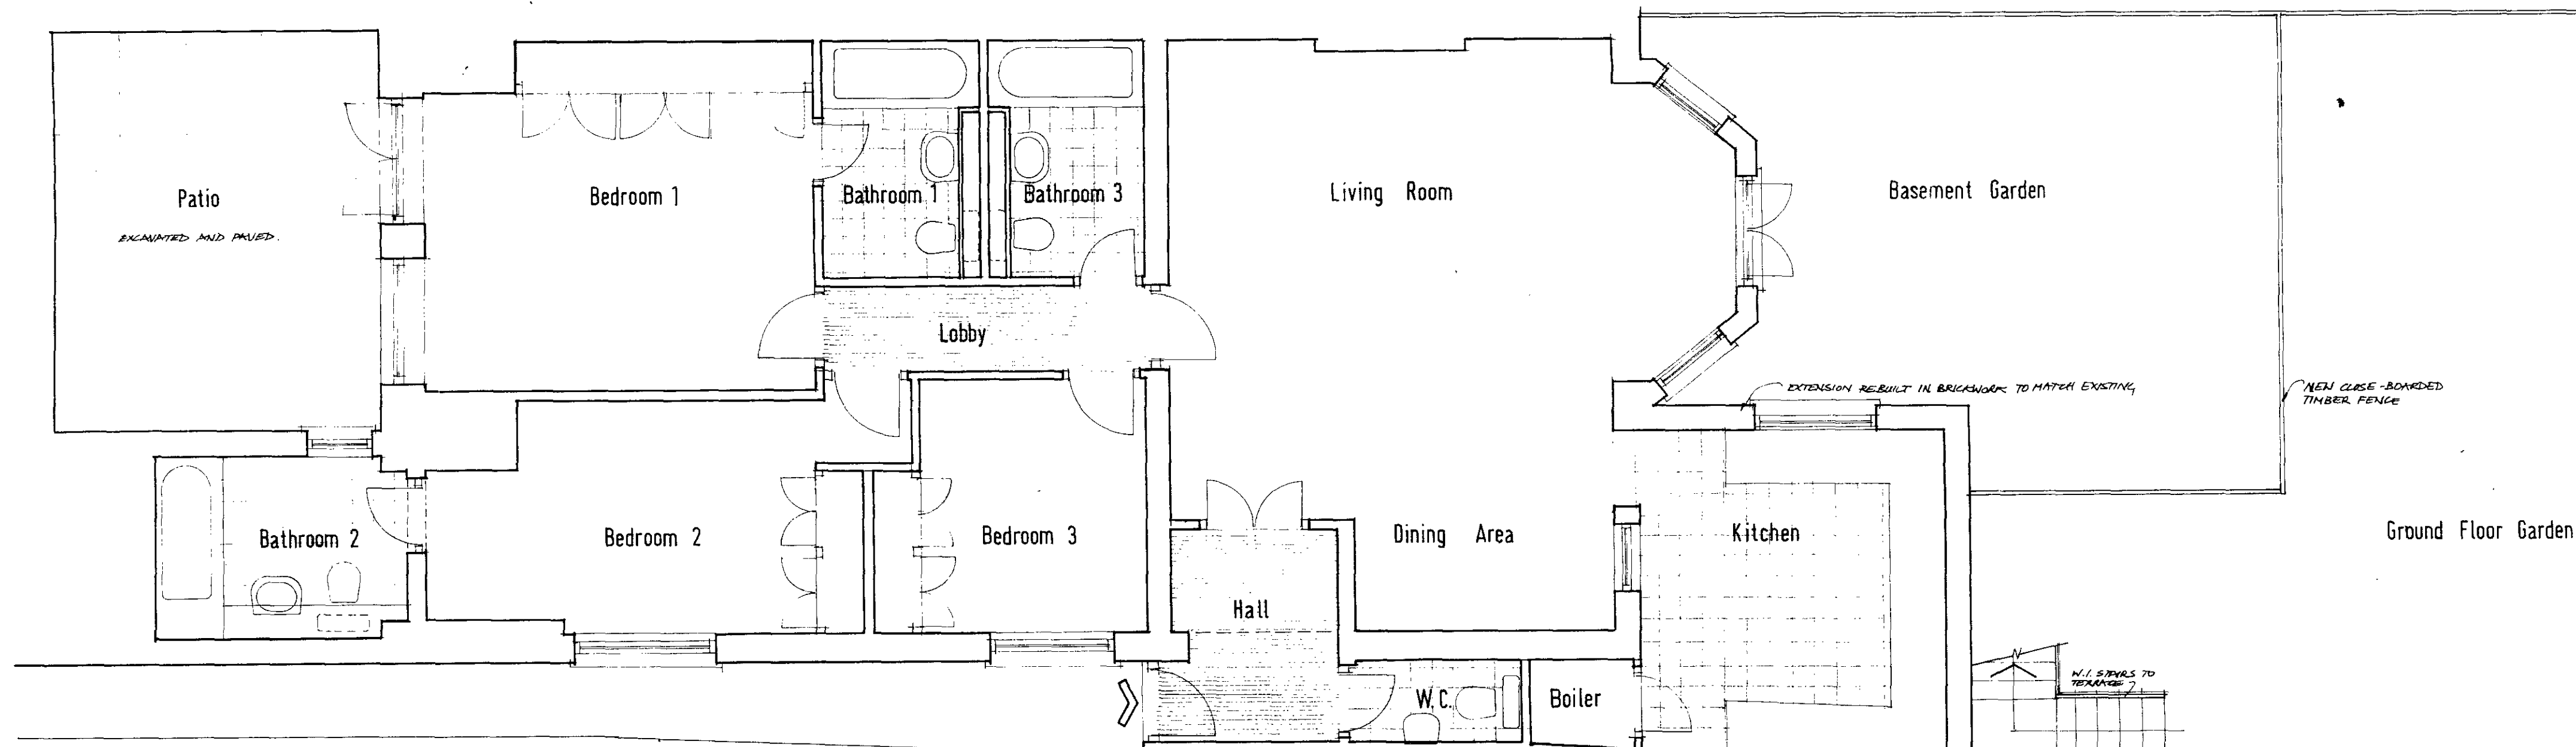 Patio
EXCAVATED AND PAVED.
Bedroom 1
Bathroom 1
Bathroom 3
Living Room
Basement Garden
Lobby
EXTENSION REBUILT IN BRICKWORK TO MATCH EXISTING
NEW CLOSE-BOARDED
TIMBER FENCE
Bathroom 2
Bedroom 2
Bedroom 3
Dining Area
Kitchen
Ground Floor Garden
Hall
W.C.
Boiler
N
W.I. STAIRS TO
TERRACE